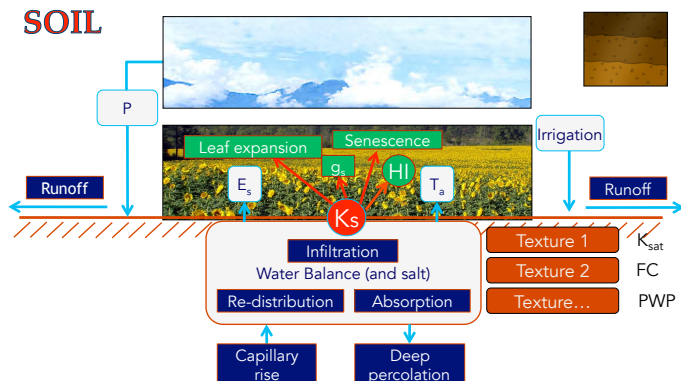 SOIL
P
Irrigation
Leaf expansion
Senescence
gs
HI
Es
Ta
Ks
Runoff
Runoff
Infiltration
Water Balance (and salt)
Re-distribution
Absorption
Texture 1
Ksat
Texture 2
FC
Texture...
PWP
Capillary
rise
Deep
percolation